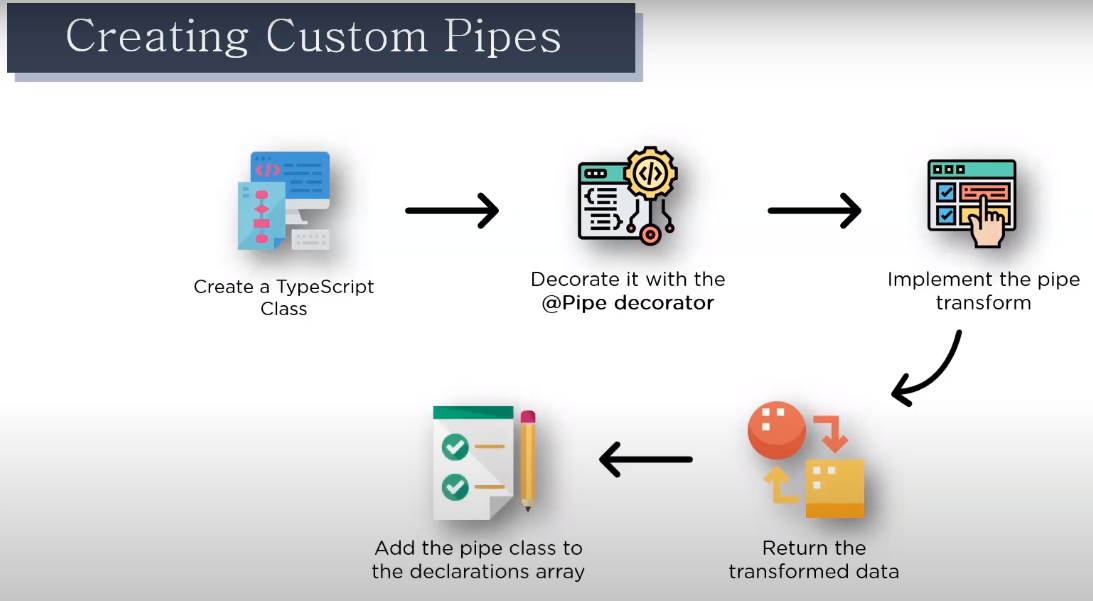 Creating Custom Pipes
Create a TypeScript
Class
Decorate it with the
@Pipe decorator
Implement the pipe
transform
Return the
transformed data
Add the pipe class to
the declarations array